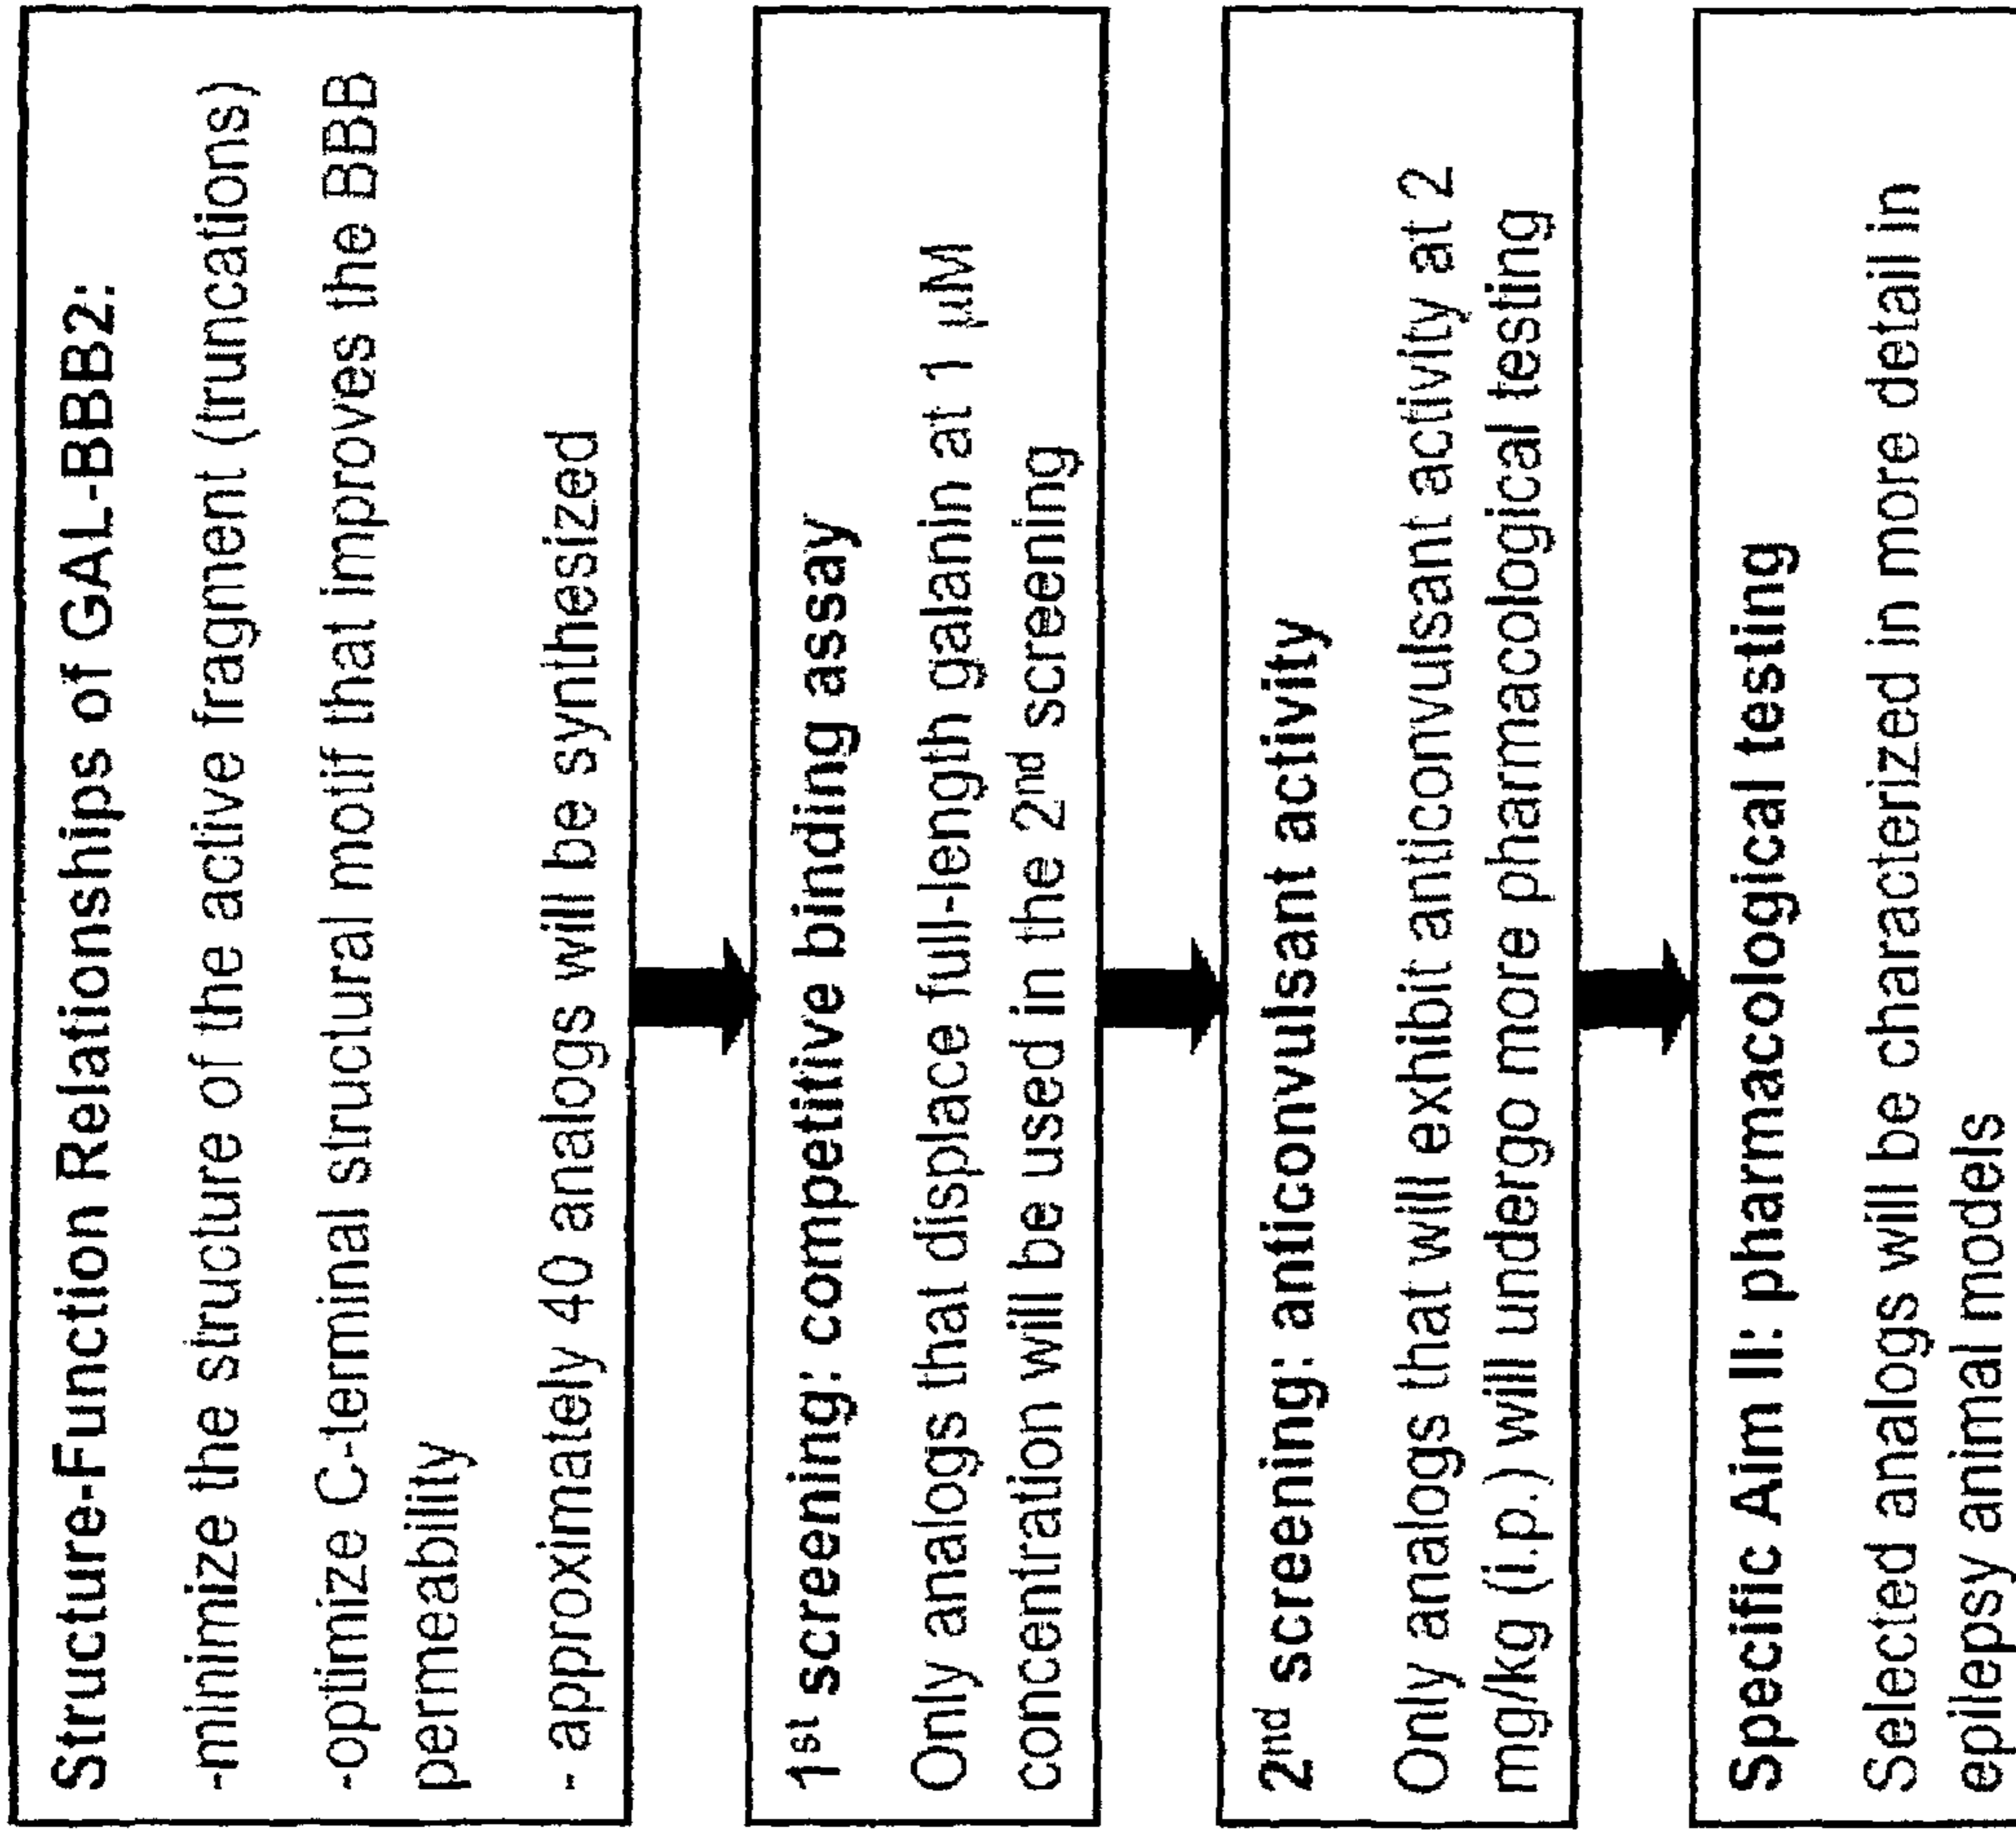 Structure-Function Relationships of GAL-BBB2:
-minimize the structure of the active fragment (truncations)
-optimize C-terminal structural motif that improves the BBB
permeability
- approximately 40 analogs will be synthesized
1st screening: competitive binding assay
Only analogs that displace full-length galanin at 1 µM
concentration will be used in the 2nd screening
2nd screening: anticonvulsant activity
Only analogs that will exhibit anticonvulsant activity at 2
mg/kg (i.p.) will undergo more pharmacological testing
Specific Aim II: pharmacological testing
Selected analogs will be characterized in more detail in
epilepsy animal models